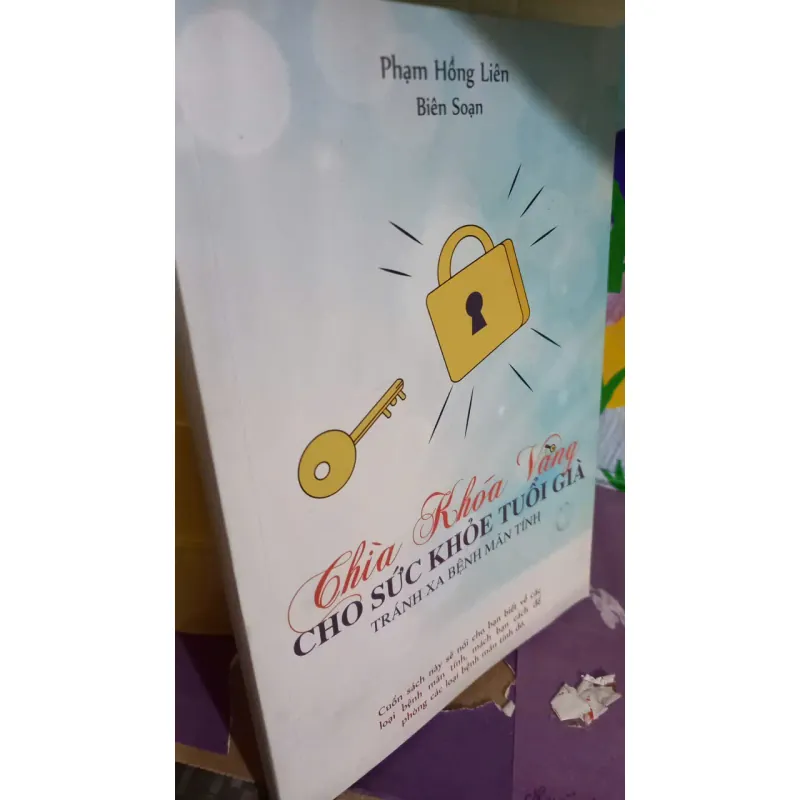 Phạm Hồng Liên
Biên Soạn
Chìa Khóa Vàng
CHO SỨC KHỎE TUỔI GIÀ
TRÁNH XA BỆNH MÃN TÍNH
Cuốn sách này sẽ nói cho bạn biết về các
loại bệnh mãn tính, mách bạn cách đề
phòng các loại bệnh mãn tính đó.